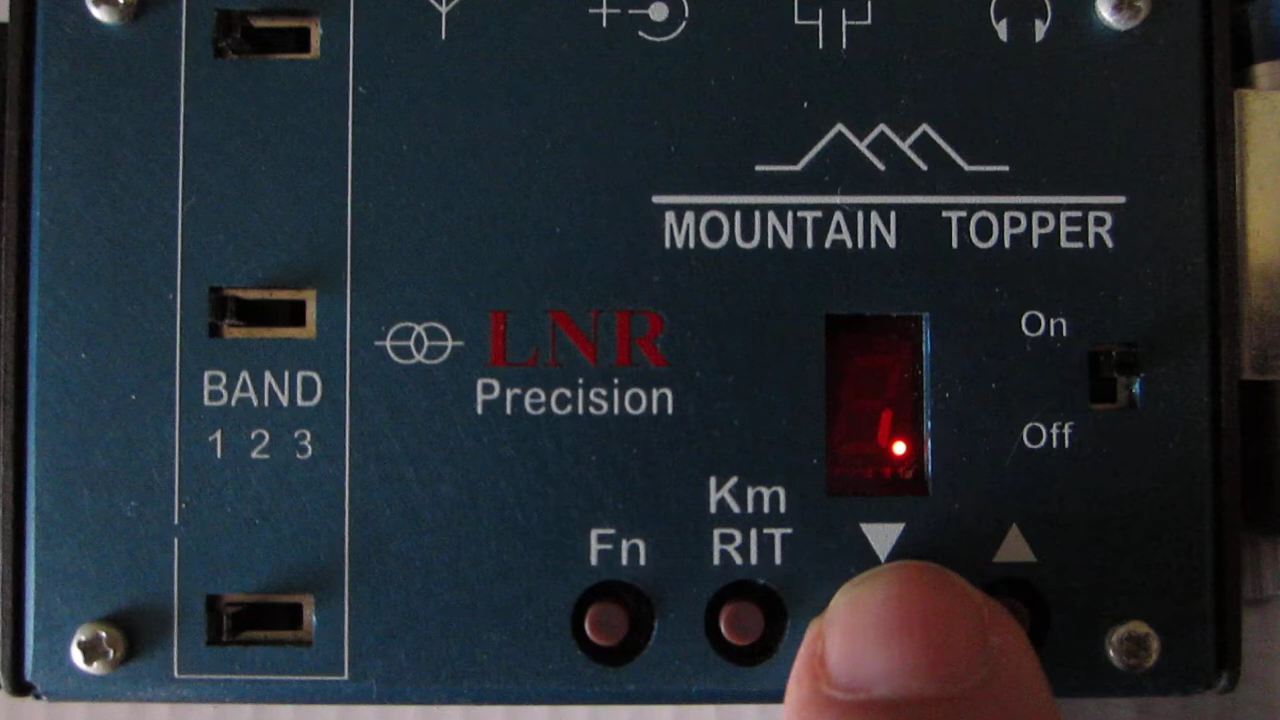 MOUNTAIN TOPPER
LNR
Precision
On
Off
BAND
1 2 3
Km
Fn RIT